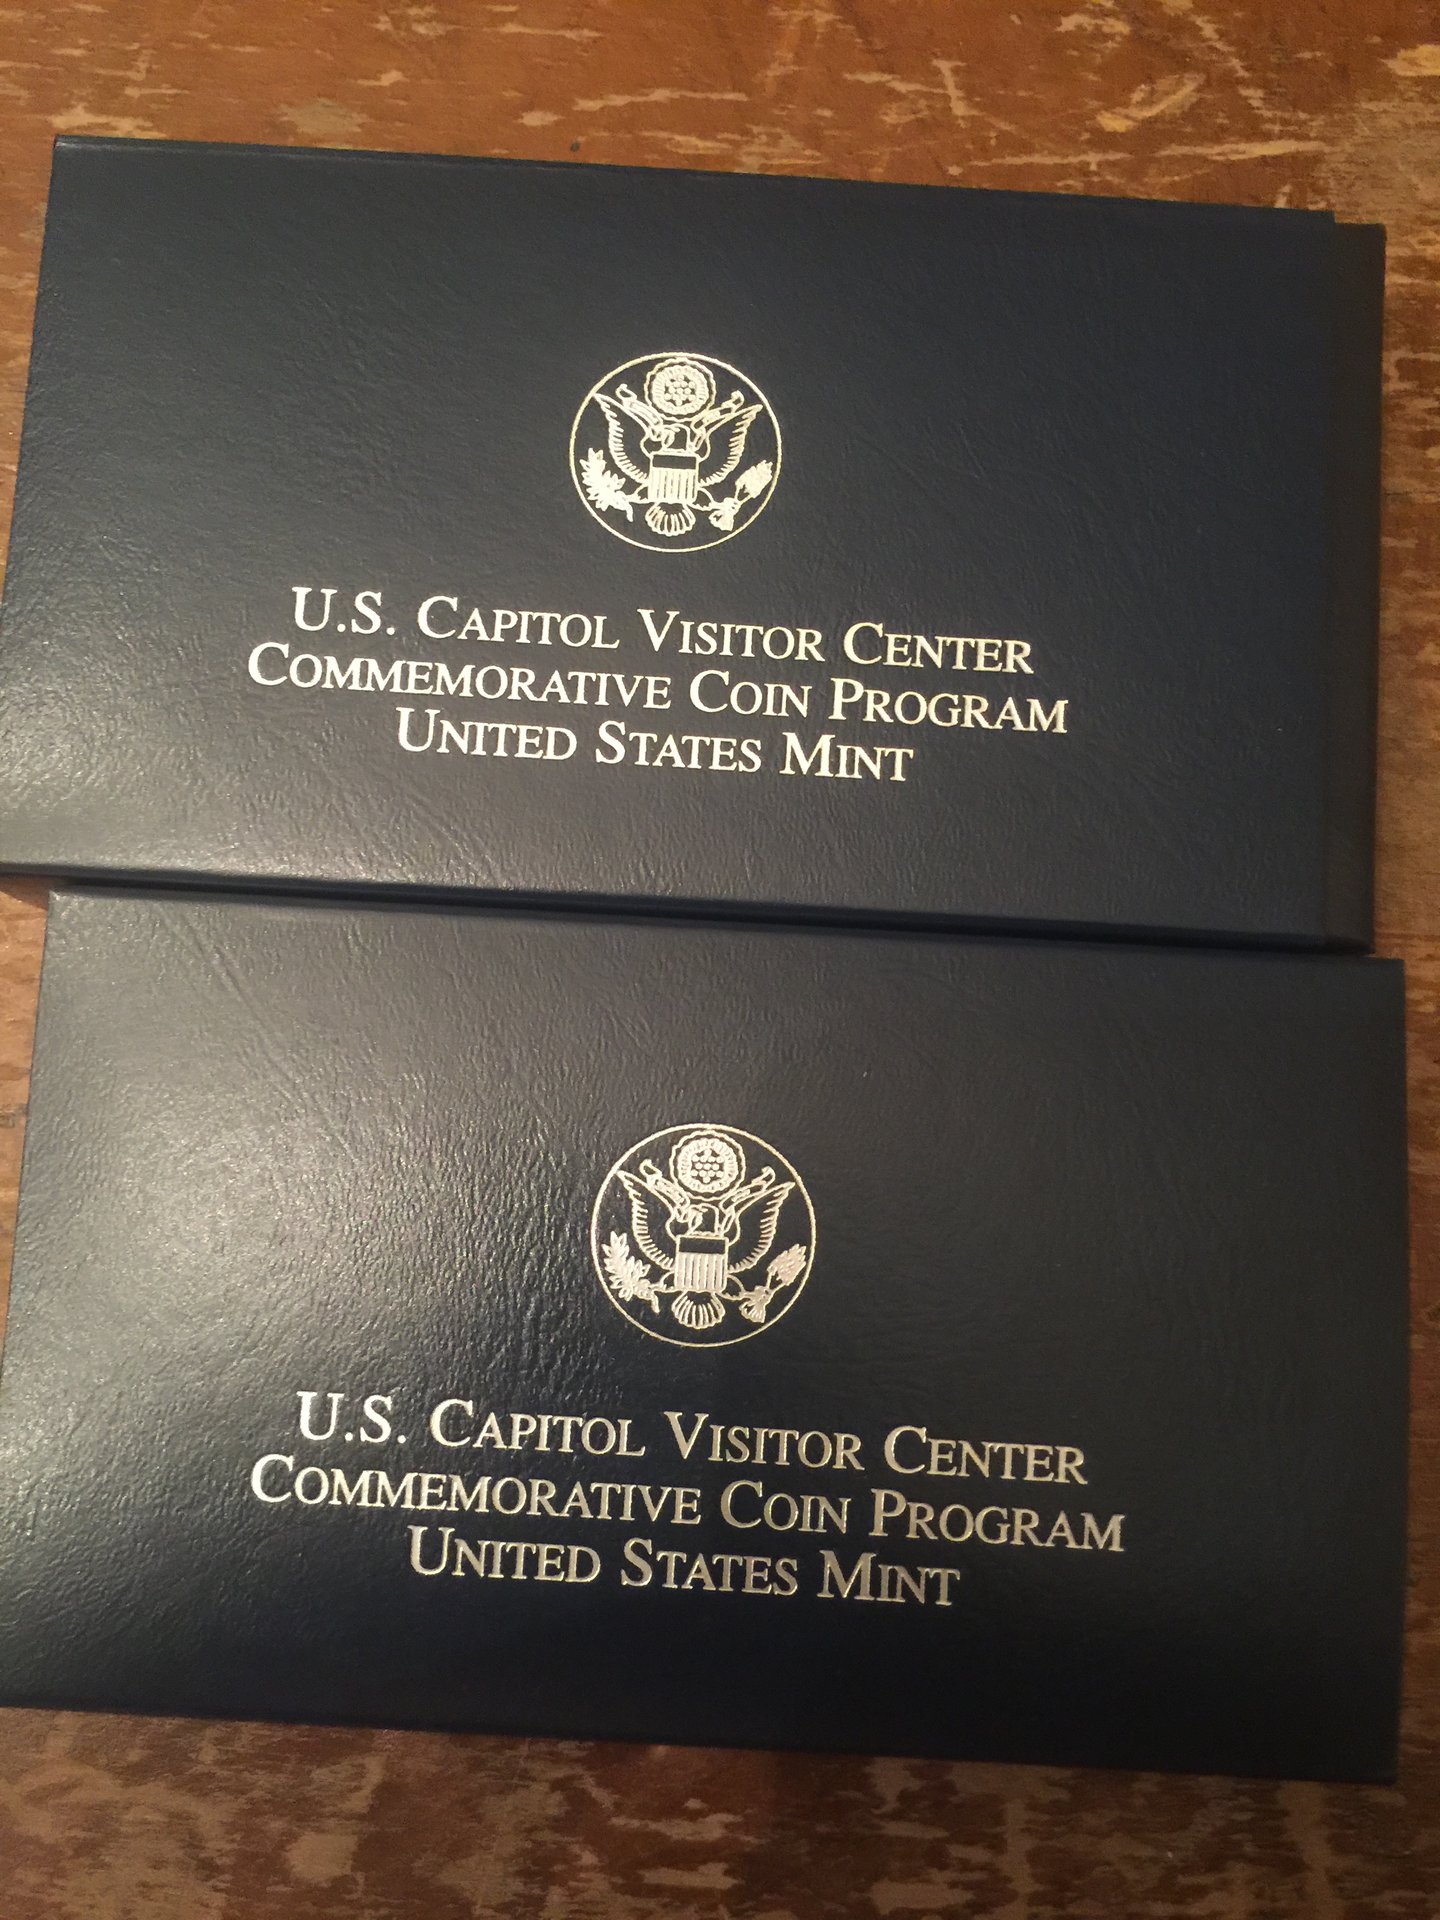 U.S. CAPITOL VISITOR CENTER
COMMEMORATIVE COIN PROGRAM
UNITED STATES MINT
U.S. CAPITOL VISITOR CENTER
COMMEMORATIVE COIN PROGRAM
UNITED STATES MINT